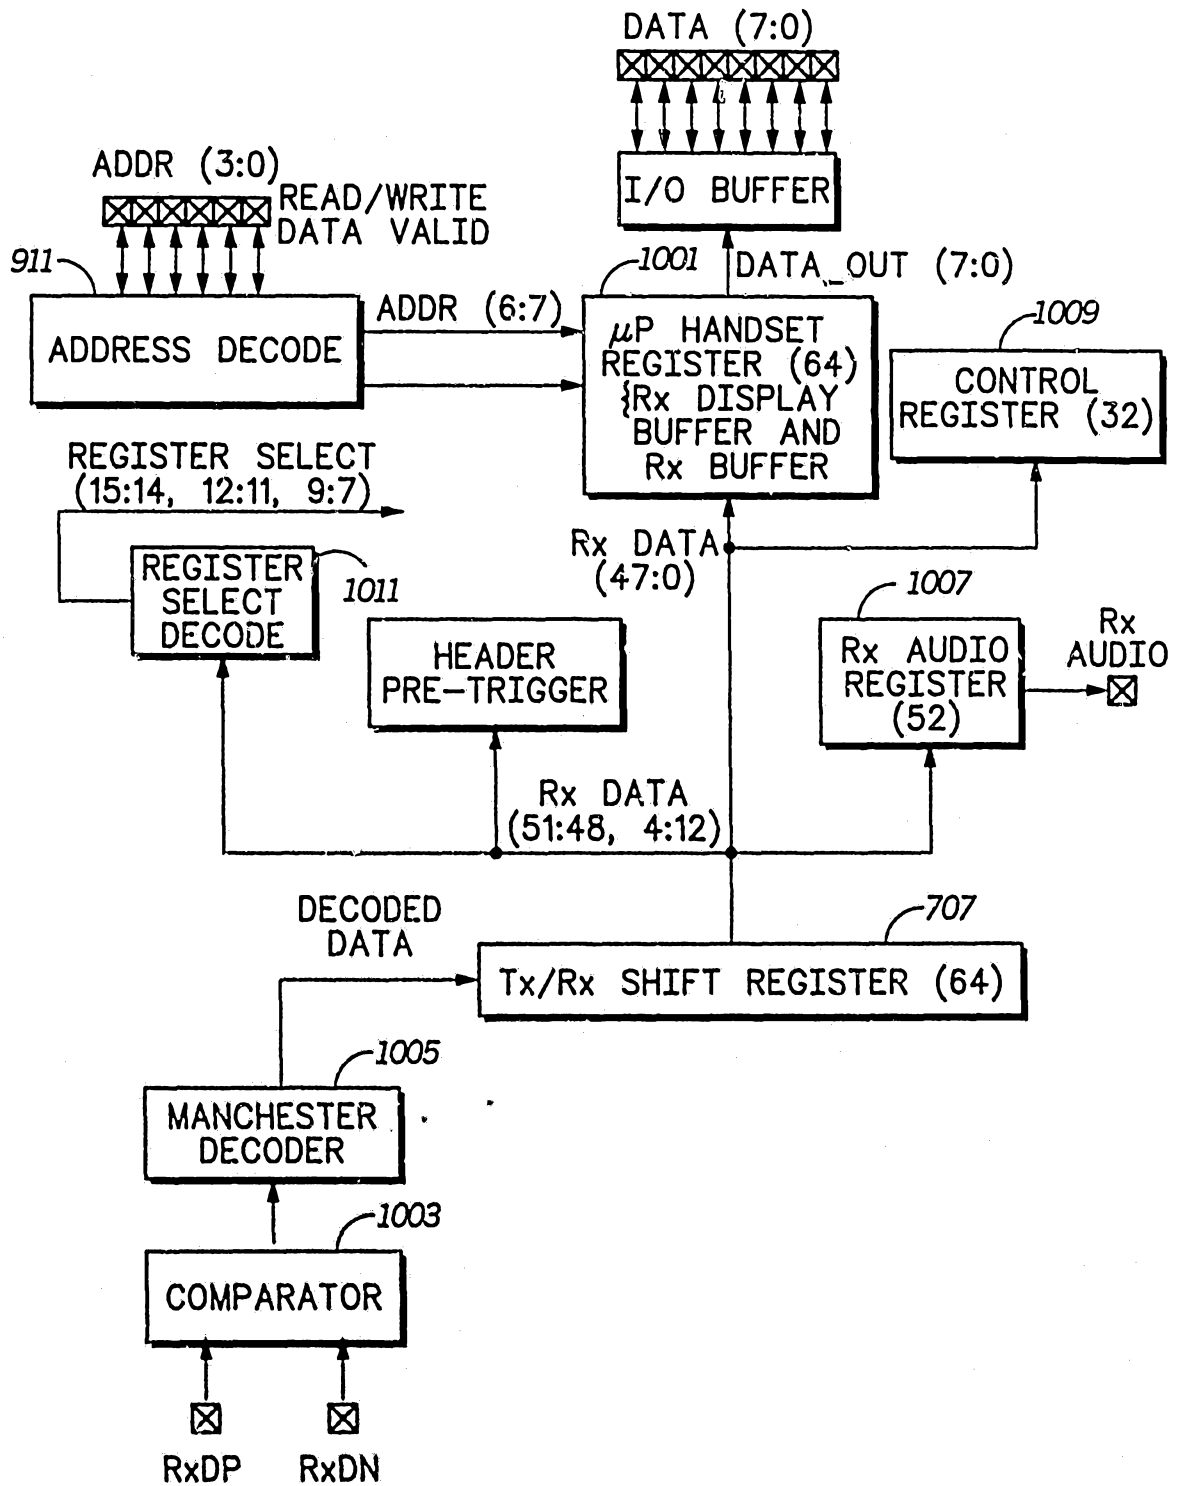 DATA (7:0)
I/O BUFFER
ADDR (3:0)
READ/WRITE
DATA VALID
911
ADDRESS DECODE
ADDR (6:7)
1001
DATA_OUT (7:0)
µP HANDSET
REGISTER (64)
{Rx DISPLAY
BUFFER AND
Rx BUFFER
1009
CONTROL
REGISTER (32)
REGISTER SELECT
(15:14, 12:11, 9:7)
REGISTER
SELECT
DECODE
1011
Rx DATA
(47:0)
HEADER
PRE-TRIGGER
1007
Rx AUDIO
REGISTER
(52)
Rx
AUDIO
Rx DATA
(51:48, 4:12)
DECODED
DATA
707
Tx/Rx SHIFT REGISTER (64)
1005
MANCHESTER
DECODER
1003
COMPARATOR
RxDP
RxDN